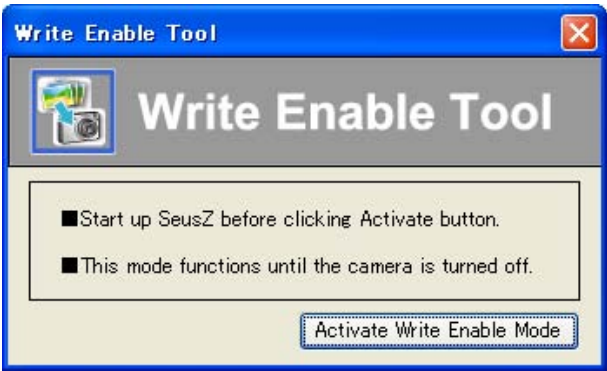 Write Enable Tool
Write Enable Tool
■Start up SeusZ before clicking Activate button.
■This mode functions until the camera is turned off.
Activate Write Enable Mode